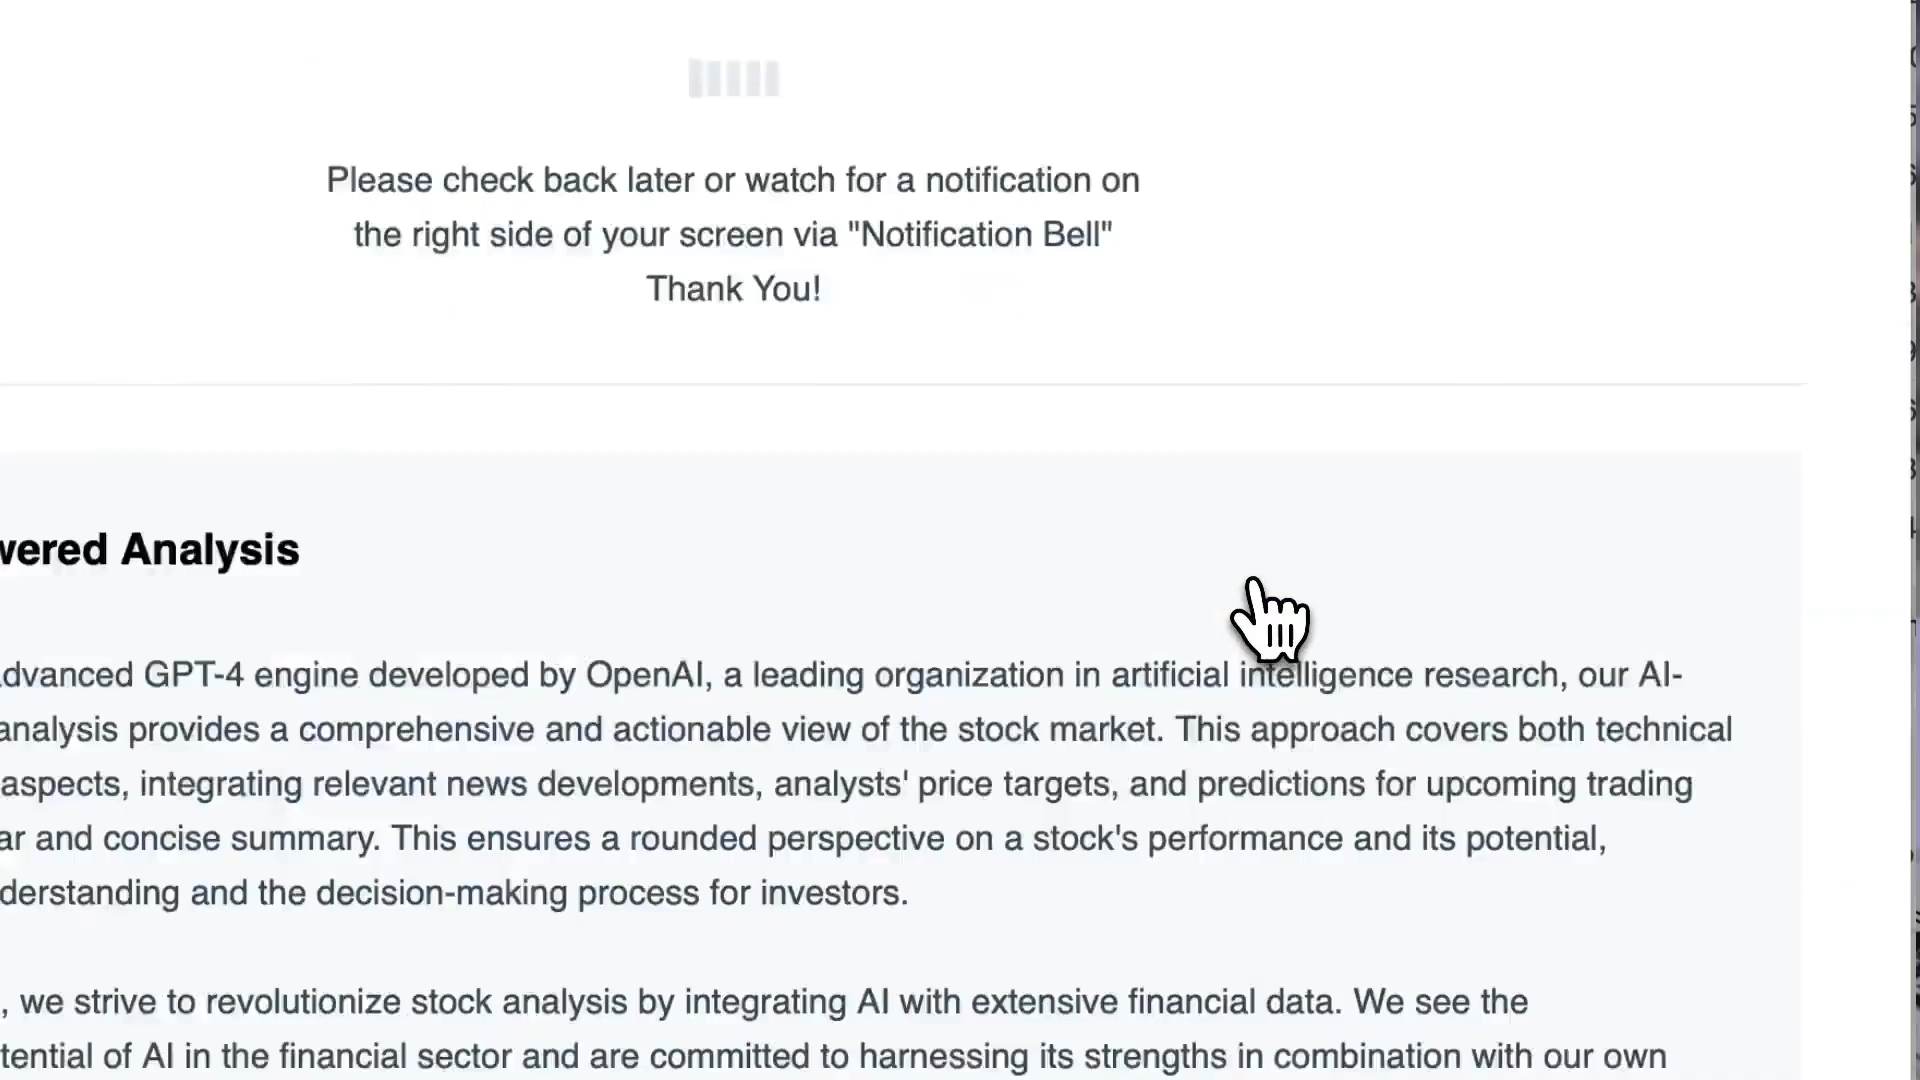 Please check back later or watch for a notification on
the right side of your screen via "Notification Bell"
Thank You!
wered Analysis
dvanced GPT-4 engine developed by OpenAI, a leading organization in artificial intelligence research, our AI-
analysis provides a comprehensive and actionable view of the stock market. This approach covers both technical
aspects, integrating relevant news developments, analysts' price targets, and predictions for upcoming trading
ar and concise summary. This ensures a rounded perspective on a stock's performance and its potential,
derstanding and the decision-making process for investors.
, we strive to revolutionize stock analysis by integrating AI with extensive financial data. We see the
tential of AI in the financial sector and are committed to harnessing its strengths in combination with our own